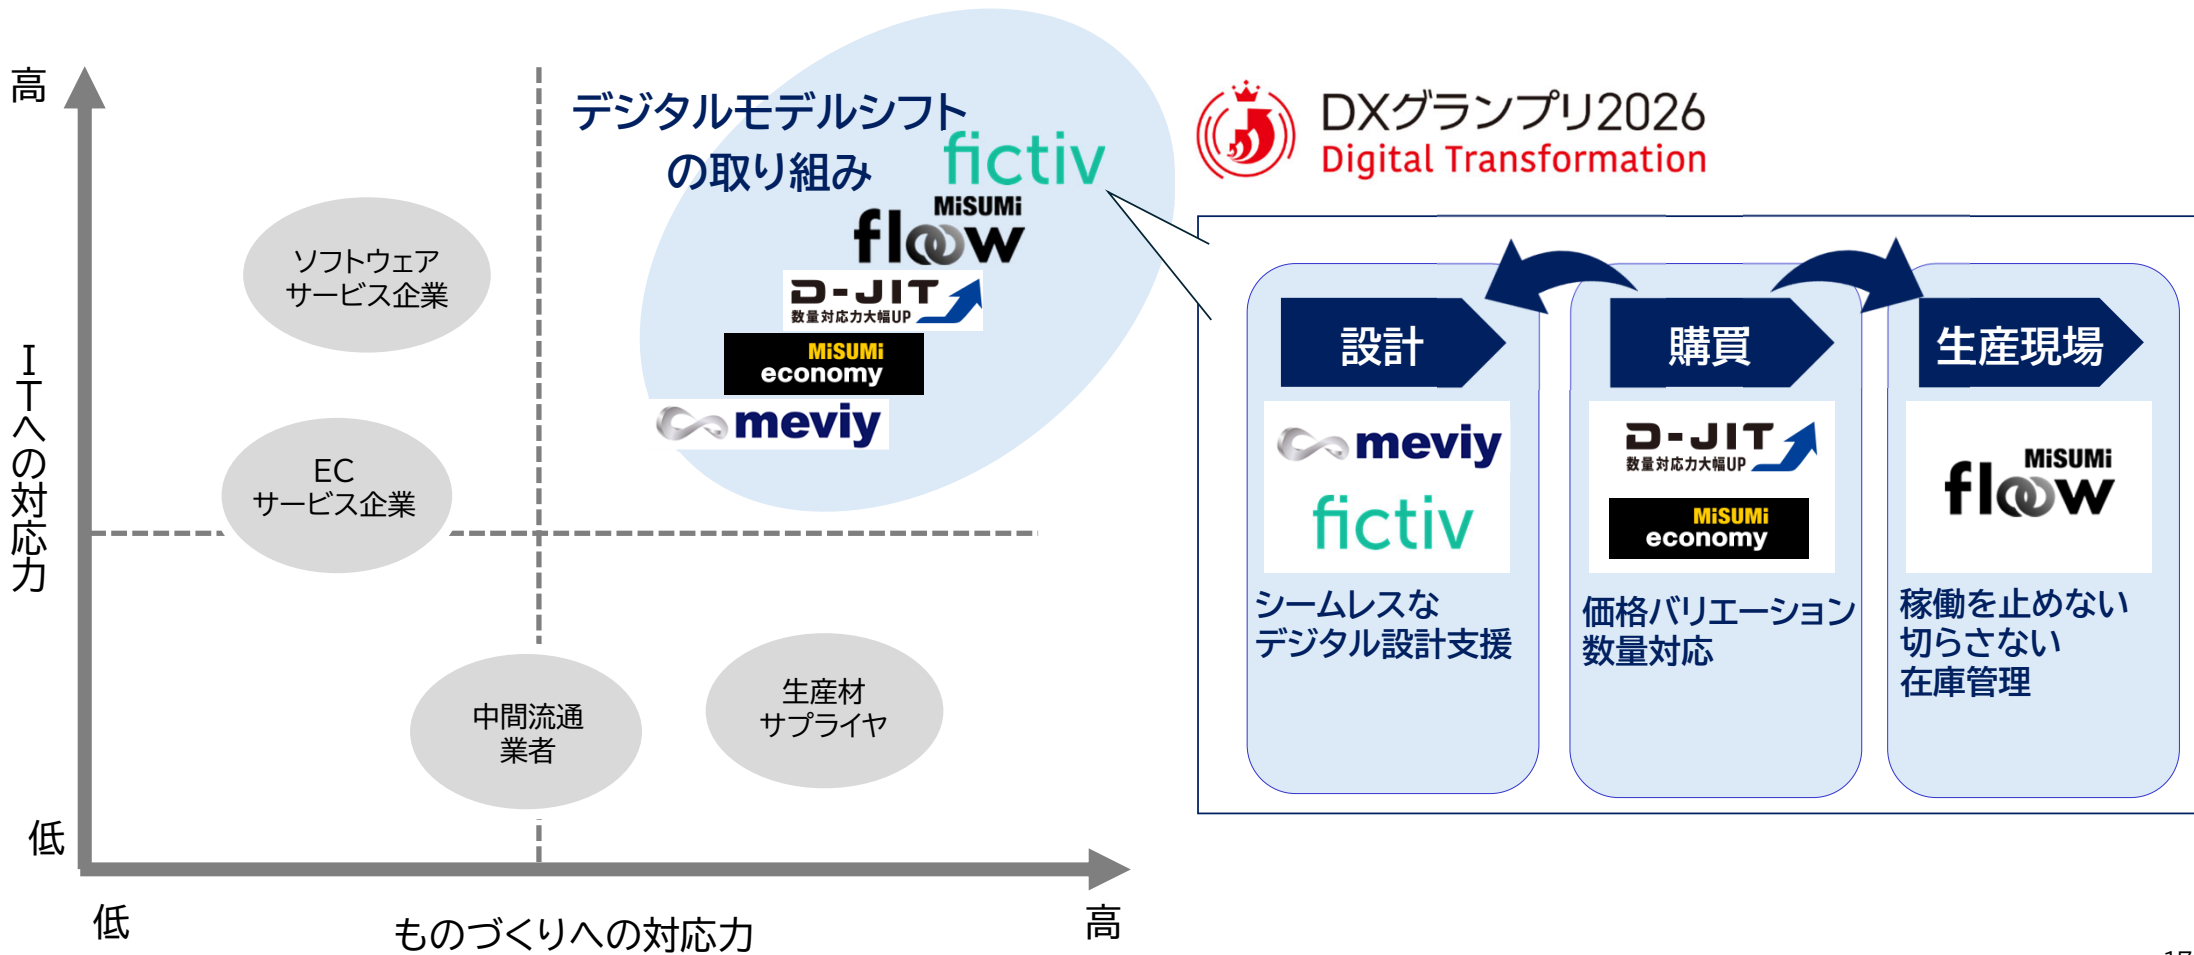 高
ITへの対応力
低
低
ものづくりへの対応力
高
デジタルモデルシフト
の取り組み
fictiv
MiSUMi
floow
D-JIT
数量対応力大幅UP
MiSUMi
economy
meviy
ソフトウェア
サービス企業
EC
サービス企業
中間流通
業者
生産材
サプライヤ
DXグランプリ2026
Digital Transformation
設計
meviy
fictiv
シームレスな
デジタル設計支援
購買
D-JIT
数量対応力大幅UP
MiSUMi
economy
価格バリエーション
数量対応
生産現場
MiSUMi
floow
稼働を止めない
切らさない
在庫管理